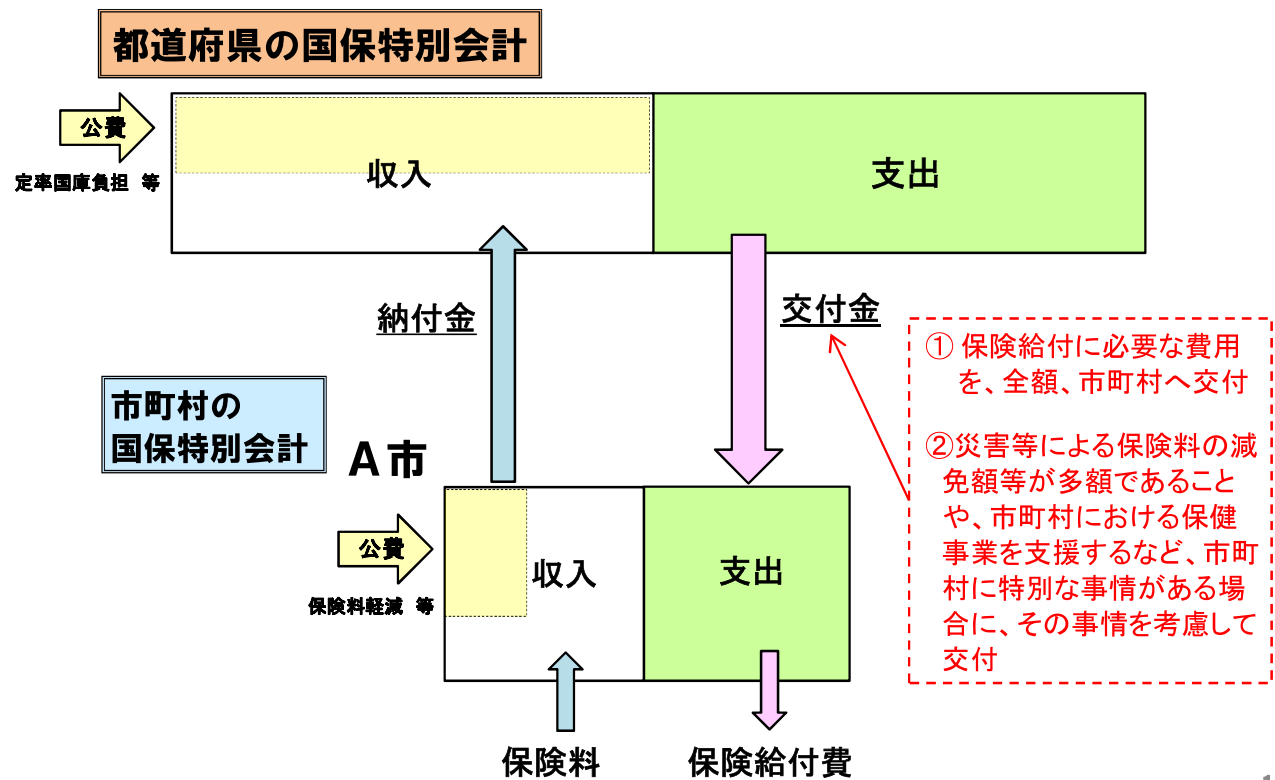 都道府県の国保特別会計
公費
定率国庫負担 等
収入
支出
納付金
交付金
① 保険給付に必要な費用
を、全額、市町村へ交付
②災害等による保険料の減
免額等が多額であること
や、市町村における保健
事業を支援するなど、市町
村に特別な事情がある場
合に、その事情を考慮して
交付
市町村の
国保特別会計
A市
公費
保険料軽減 等
収入
支出
保険料
保険給付費